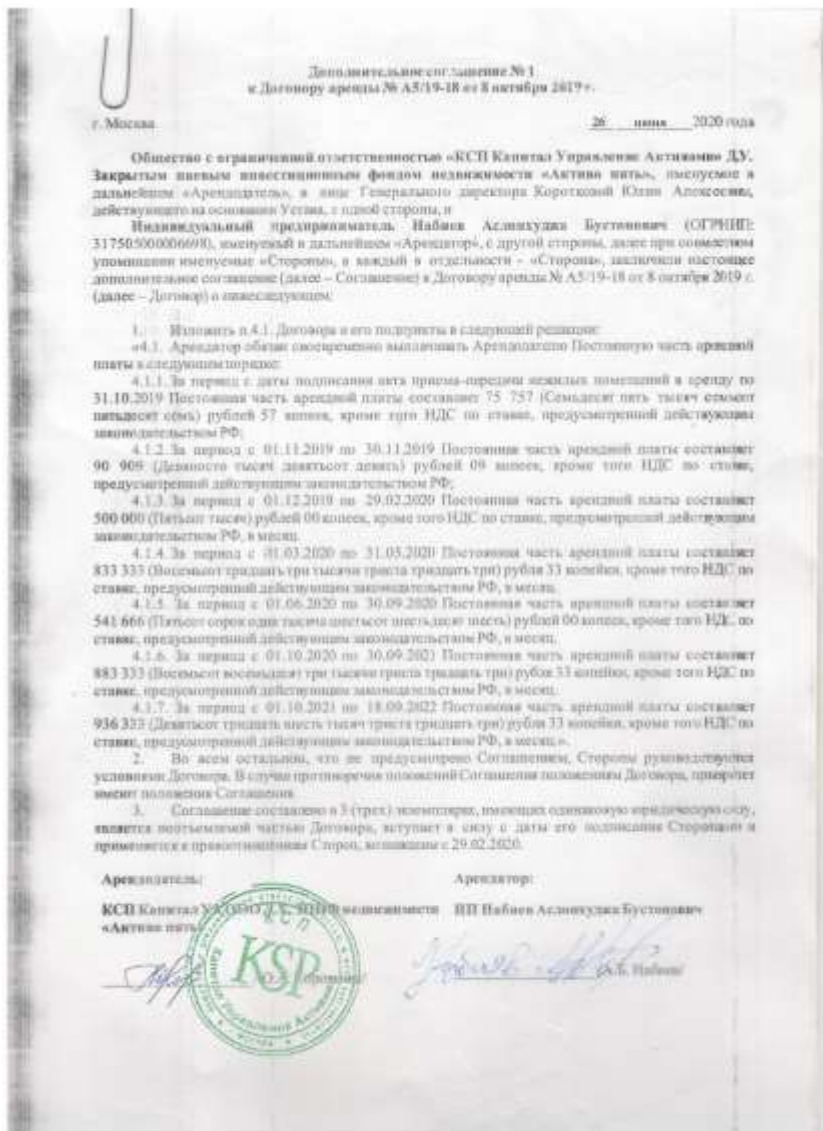 Дополнительное соглашение № 1
к Договору аренды № А5/19-18 от 8 октября 2019 г.
г. Москва 26 июня 2020 года
Общество с ограниченной ответственностью «КСП Капитал Управление Активами» Д.У.
Закрытым паевым инвестиционным фондом недвижимости «Активо пять», именуемое в
дальнейшем «Арендодатель», в лице Генерального директора Коротковой Юлии Алексеевны,
действующего на основании Устава, с одной стороны, и
Индивидуальный предприниматель Набиев Аслонхуджа Бустонович (ОГРНИП:
317505000006698), именуемый в дальнейшем «Арендатор», с другой стороны, далее при совместном
упоминании именуемые «Стороны», а каждый в отдельности - «Сторона», заключили настоящее
дополнительное соглашение (далее – Соглашение) к Договору аренды № А5/19-18 от 8 октября 2019 г.
(далее – Договор) о нижеследующем:
1. Изложить п.4.1. Договора и его подпункты в следующей редакции:
«4.1. Арендатор обязан своевременно выплачивать Арендодателю Постоянную часть арендной
платы в следующем порядке:
4.1.1. За период с даты подписания акта приема-передачи нежилых помещений в аренду по
31.10.2019 Постоянная часть арендной платы составляет 75 757 (Семьдесят пять тысяч семьсот
пятьдесят семь) рублей 57 копеек, кроме того НДС по ставке, предусмотренной действующим
законодательством РФ;
4.1.2. За период с 01.11.2019 по 30.11.2019 Постоянная часть арендной платы составляет
90 909 (Девяносто тысяч девятьсот девять) рублей 09 копеек, кроме того НДС по ставке,
предусмотренной действующим законодательством РФ;
4.1.3. За период с 01.12.2019 по 29.02.2020 Постоянная часть арендной платы составляет
500 000 (Пятьсот тысяч) рублей 00 копеек, кроме того НДС по ставке, предусмотренной действующим
законодательством РФ, в месяц.
4.1.4. За период с 01.03.2020 по 31.05.2020 Постоянная часть арендной платы составляет
833 333 (Восемьсот тридцать три тысячи триста тридцать три) рубля 33 копейки, кроме того НДС по
ставке, предусмотренной действующим законодательством РФ, в месяц.
4.1.5. За период с 01.06.2020 по 30.09.2020 Постоянная часть арендной платы составляет
541 666 (Пятьсот сорок одна тысяча шестьсот шестьдесят шесть) рублей 00 копеек, кроме того НДС по
ставке, предусмотренной действующим законодательством РФ, в месяц.
4.1.6. За период с 01.10.2020 по 30.09.2021 Постоянная часть арендной платы составляет
883 333 (Восемьсот восемьдесят три тысячи триста тридцать три) рубля 33 копейки, кроме того НДС по
ставке, предусмотренной действующим законодательством РФ, в месяц.
4.1.7. За период с 01.10.2021 по 18.09.2022 Постоянная часть арендной платы составляет
936 333 (Девятьсот тридцать шесть тысяч триста тридцать три) рубля 33 копейки, кроме того НДС по
ставке, предусмотренной действующим законодательством РФ, в месяц.».
2. Во всем остальном, что не предусмотрено Соглашением, Стороны руководствуются
условиями Договора. В случае противоречия положений Соглашения положениям Договора, приоритет
имеют положения Соглашения.
3. Соглашение составлено в 3 (трех) экземплярах, имеющих одинаковую юридическую силу,
является неотъемлемой частью Договора, вступает в силу с даты его подписания Сторонами и
применяется к правоотношениям Сторон, возникшим с 29.02.2020.
Арендодатель: Арендатор:
КСП Капитал недвижимости ИП Набиев Аслонхуджа Бустонович
«Активо пять»
КСП
KSP
Капитал Управление Активами
/А.Б. Набиев/